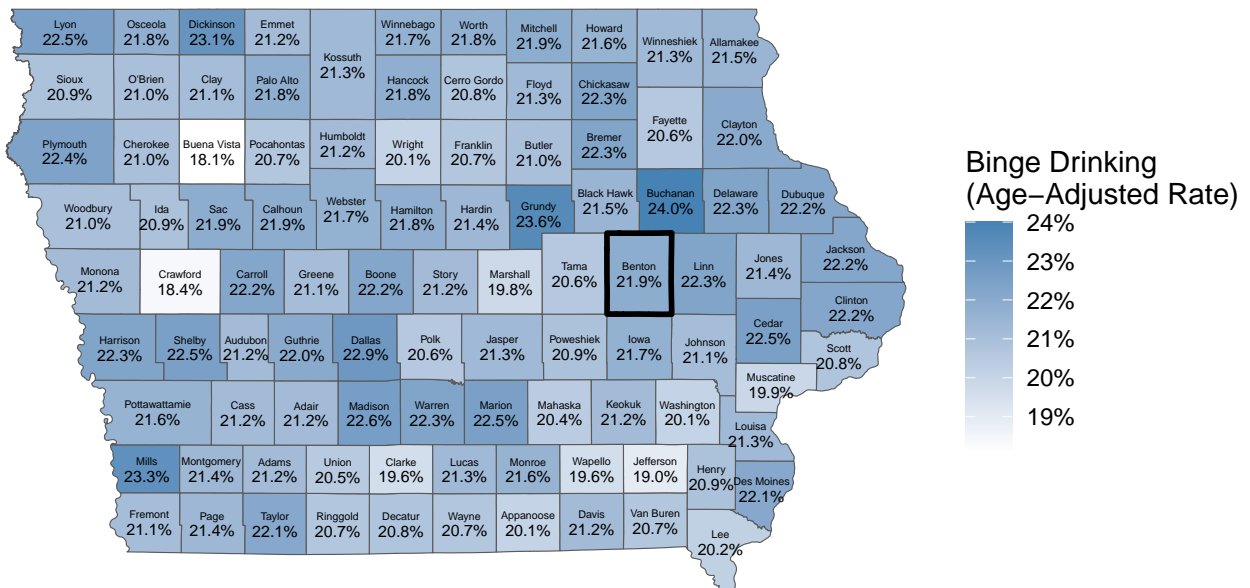 Lyon
22.5%
Osceola
21.8%
Dickinson
23.1%
Emmet
21.2%
Kossuth
21.3%
Winnebago
21.7%
Worth
21.8%
Mitchell
21.9%
Howard
21.6%
Winneshiek
21.3%
Allamakee
21.5%
Sioux
20.9%
O'Brien
21.0%
Clay
21.1%
Palo Alto
21.8%
Hancock
21.8%
Cerro Gordo
20.8%
Floyd
21.3%
Chickasaw
22.3%
Fayette
20.6%
Clayton
22.0%
Plymouth
22.4%
Cherokee
21.0%
Buena Vista
18.1%
Pocahontas
20.7%
Humboldt
21.2%
Wright
20.1%
Franklin
20.7%
Butler
21.0%
Bremer
22.3%
Woodbury
21.0%
Ida
20.9%
Sac
21.9%
Calhoun
21.9%
Webster
21.7%
Hamilton
21.8%
Hardin
21.4%
Grundy
23.6%
Black Hawk
21.5%
Buchanan
24.0%
Delaware
22.3%
Dubuque
22.2%
Monona
21.2%
Crawford
18.4%
Carroll
22.2%
Greene
21.1%
Boone
22.2%
Story
21.2%
Marshall
19.8%
Tama
20.6%
Benton
21.9%
Linn
22.3%
Jones
21.4%
Jackson
22.2%
Clinton
22.2%
Harrison
22.3%
Shelby
22.5%
Audubon
21.2%
Guthrie
22.0%
Dallas
22.9%
Polk
20.6%
Jasper
21.3%
Poweshiek
20.9%
Iowa
21.7%
Johnson
21.1%
Cedar
22.5%
Scott
20.8%
Muscatine
19.9%
Pottawattamie
21.6%
Cass
21.2%
Adair
21.2%
Madison
22.6%
Warren
22.3%
Marion
22.5%
Mahaska
20.4%
Keokuk
21.2%
Washington
20.1%
Louisa
21.3%
Mills
23.3%
Montgomery
21.4%
Adams
21.2%
Union
20.5%
Clarke
19.6%
Lucas
21.3%
Monroe
21.6%
Wapello
19.6%
Jefferson
19.0%
Henry
20.9%
Des Moines
22.1%
Fremont
21.1%
Page
21.4%
Taylor
22.1%
Ringgold
20.7%
Decatur
20.8%
Wayne
20.7%
Appanoose
20.1%
Davis
21.2%
Van Buren
20.7%
Lee
20.2%
Binge Drinking
(Age−Adjusted Rate)
24%
23%
22%
21%
20%
19%